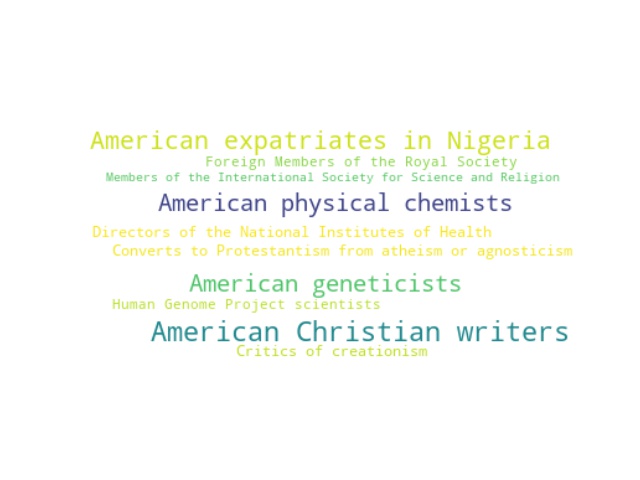 American expatriates in Nigeria
Foreign Members of the Royal Society
Members of the International Society for Science and Religion
American physical chemists
Directors of the National Institutes of Health
Converts to Protestantism from atheism or agnosticism
American geneticists
Human Genome Project scientists
American Christian writers
Critics of creationism